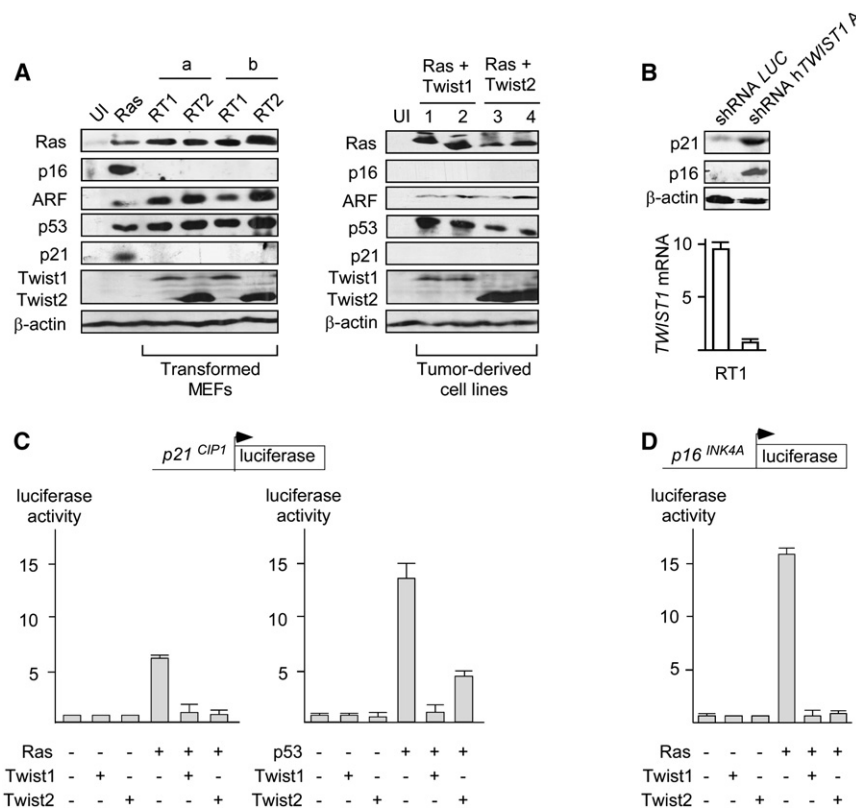 A
a b
UI Ras RT1 RT2 RT1 RT2
Ras
p16
ARF
p53
p21
Twist1
Twist2
β-actin
Transformed
MEFs
Ras + Ras +
Twist1 Twist2
UI 1 2 3 4
Ras
p16
ARF
p53
p21
Twist1
Twist2
β-actin
Tumor-derived
cell lines
B
shRNA LUC
shRNA hTWIST1 A
p21
p16
β-actin
TWIST1 mRNA
10
5
RT1
C
p21 CIP1 luciferase
luciferase
activity
15
10
5
Ras - - - + + +
Twist1 - + - - + -
Twist2 - - + - - +
luciferase
activity
15
10
5
p53 - - - + + +
Twist1 - + - - + -
Twist2 - - + - - +
D
p16 INK4A luciferase
luciferase
activity
15
10
5
Ras - - - + + +
Twist1 - + - - + -
Twist2 - - + - - +